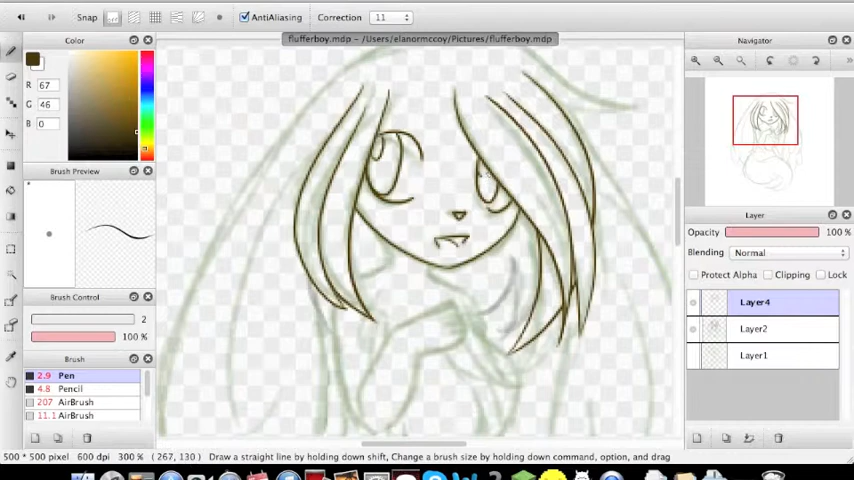 Snap AntiAliasing Correction 11
flufferboy.mdp – /Users/elanormccoy/Pictures/flufferboy.mdp
Color
R 67
G 46
B 0
Brush Preview
Brush Control
2
100 %
Brush
2.9 Pen
4.8 Pencil
207 AirBrush
11.1 AirBrush
Navigator
Layer
Opacity 100 %
Blending Normal
Protect Alpha Clipping Lock
Layer4
Layer2
Layer1
500 * 500 pixel 600 dpi 300 % (267, 130) Draw a straight line by holding down shift, Change a brush size by holding down command, option, and drag